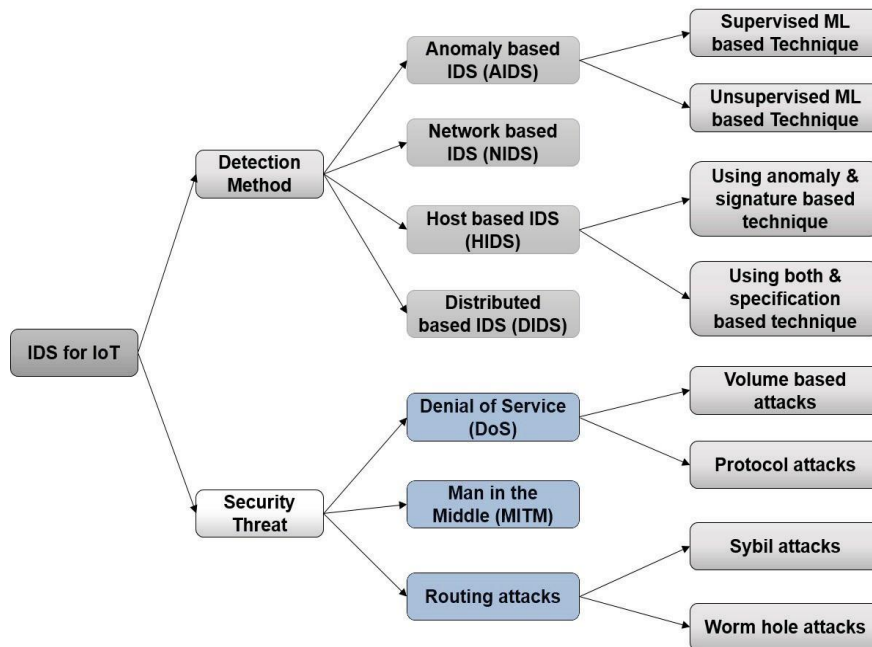 IDS for IoT
Detection
Method
Anomaly based
IDS (AIDS)
Supervised ML
based Technique
Unsupervised ML
based Technique
Network based
IDS (NIDS)
Host based IDS
(HIDS)
Using anomaly &
signature based
technique
Using both &
specification
based technique
Distributed
based IDS (DIDS)
Security
Threat
Denial of Service
(DoS)
Volume based
attacks
Protocol attacks
Man in the
Middle (MITM)
Routing attacks
Sybil attacks
Worm hole attacks